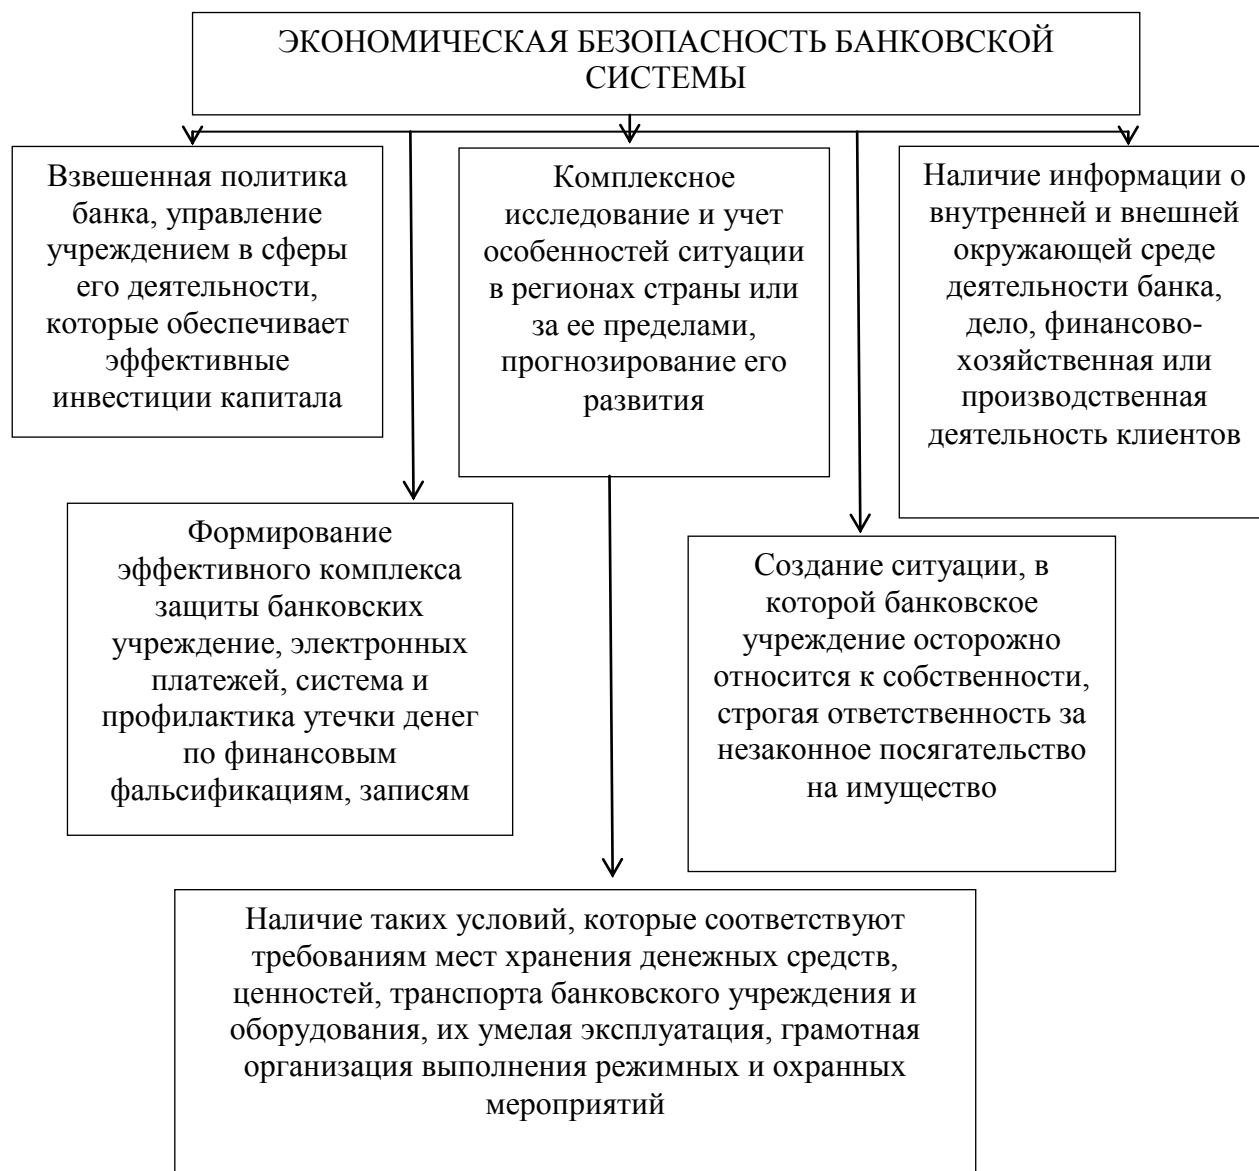 ЭКОНОМИЧЕСКАЯ БЕЗОПАСНОСТЬ БАНКОВСКОЙ
СИСТЕМЫ
Взвешенная политика
банка, управление
учреждением в сферы
его деятельности,
которые обеспечивает
эффективные
инвестиции капитала
Комплексное
исследование и учет
особенностей ситуации
в регионах страны или
за ее пределами,
прогнозирование его
развития
Наличие информации о
внутренней и внешней
окружающей среде
деятельности банка,
дело, финансово-
хозяйственная или
производственная
деятельность клиентов
Формирование
эффективного комплекса
защиты банковских
учреждение, электронных
платежей, система и
профилактика утечки денег
по финансовым
фальсификациям, записям
Создание ситуации, в
которой банковское
учреждение осторожно
относится к собственности,
строгая ответственность за
незаконное посягательство
на имущество
Наличие таких условий, которые соответствуют
требованиям мест хранения денежных средств,
ценностей, транспорта банковского учреждения и
оборудования, их умелая эксплуатация, грамотная
организация выполнения режимных и охранных
мероприятий